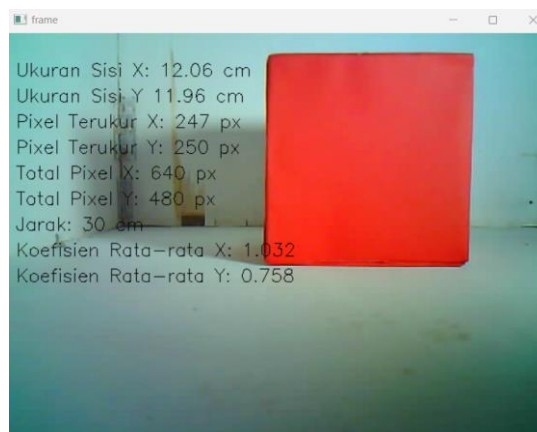 frame
Ukuran Sisi X: 12.06 cm
Ukuran Sisi Y 11.96 cm
Pixel Terukur X: 247 px
Pixel Terukur Y: 250 px
Total Pixel X: 640 px
Total Pixel Y: 480 px
Jarak: 30 cm
Koefisien Rata-rata X: 1.032
Koefisien Rata-rata Y: 0.758